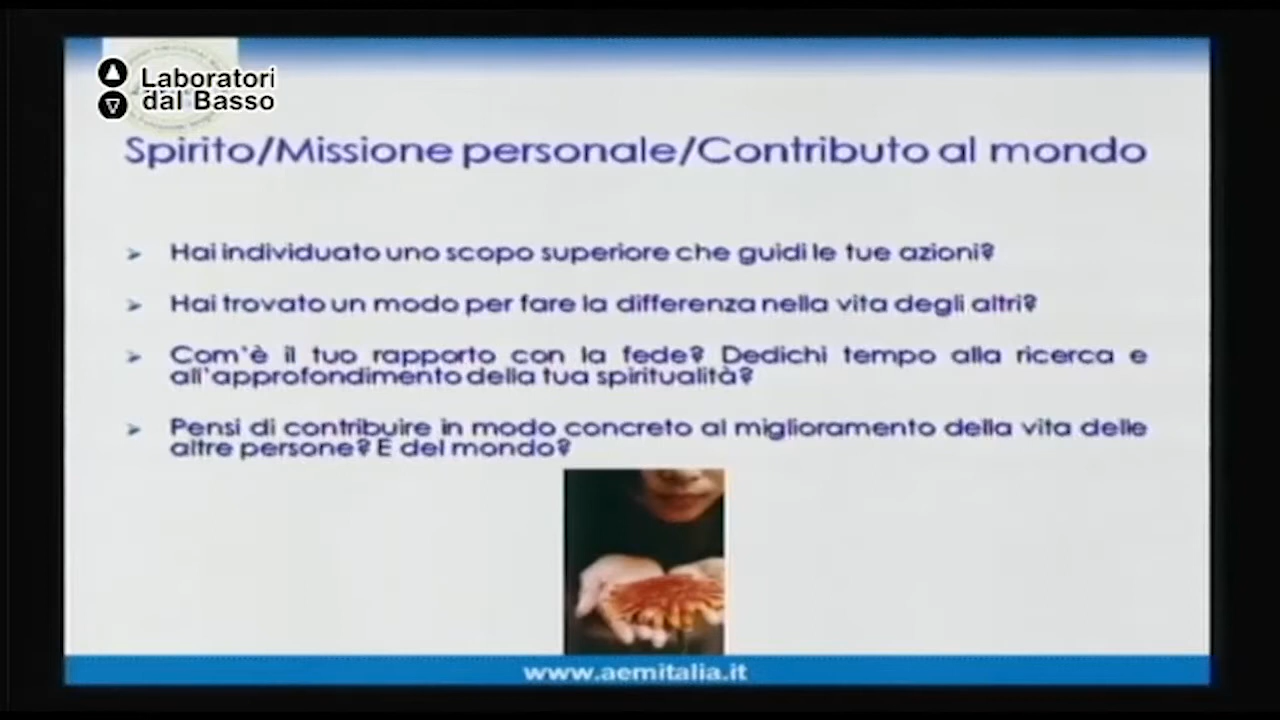 Laboratori
dal Basso
Spirito/Missione personale/Contributo al mondo
Hai individuato uno scopo superiore che guidi le tue azioni?
Hai trovato un modo per fare la differenza nella vita degli altri?
Com'è il tuo rapporto con la fede? Dedichi tempo alla ricerca e
all'approfondimento della tua spiritualità?
Pensi di contribuire in modo concreto al miglioramento della vita delle
altre persone? E del mondo?
www.aemitalia.it